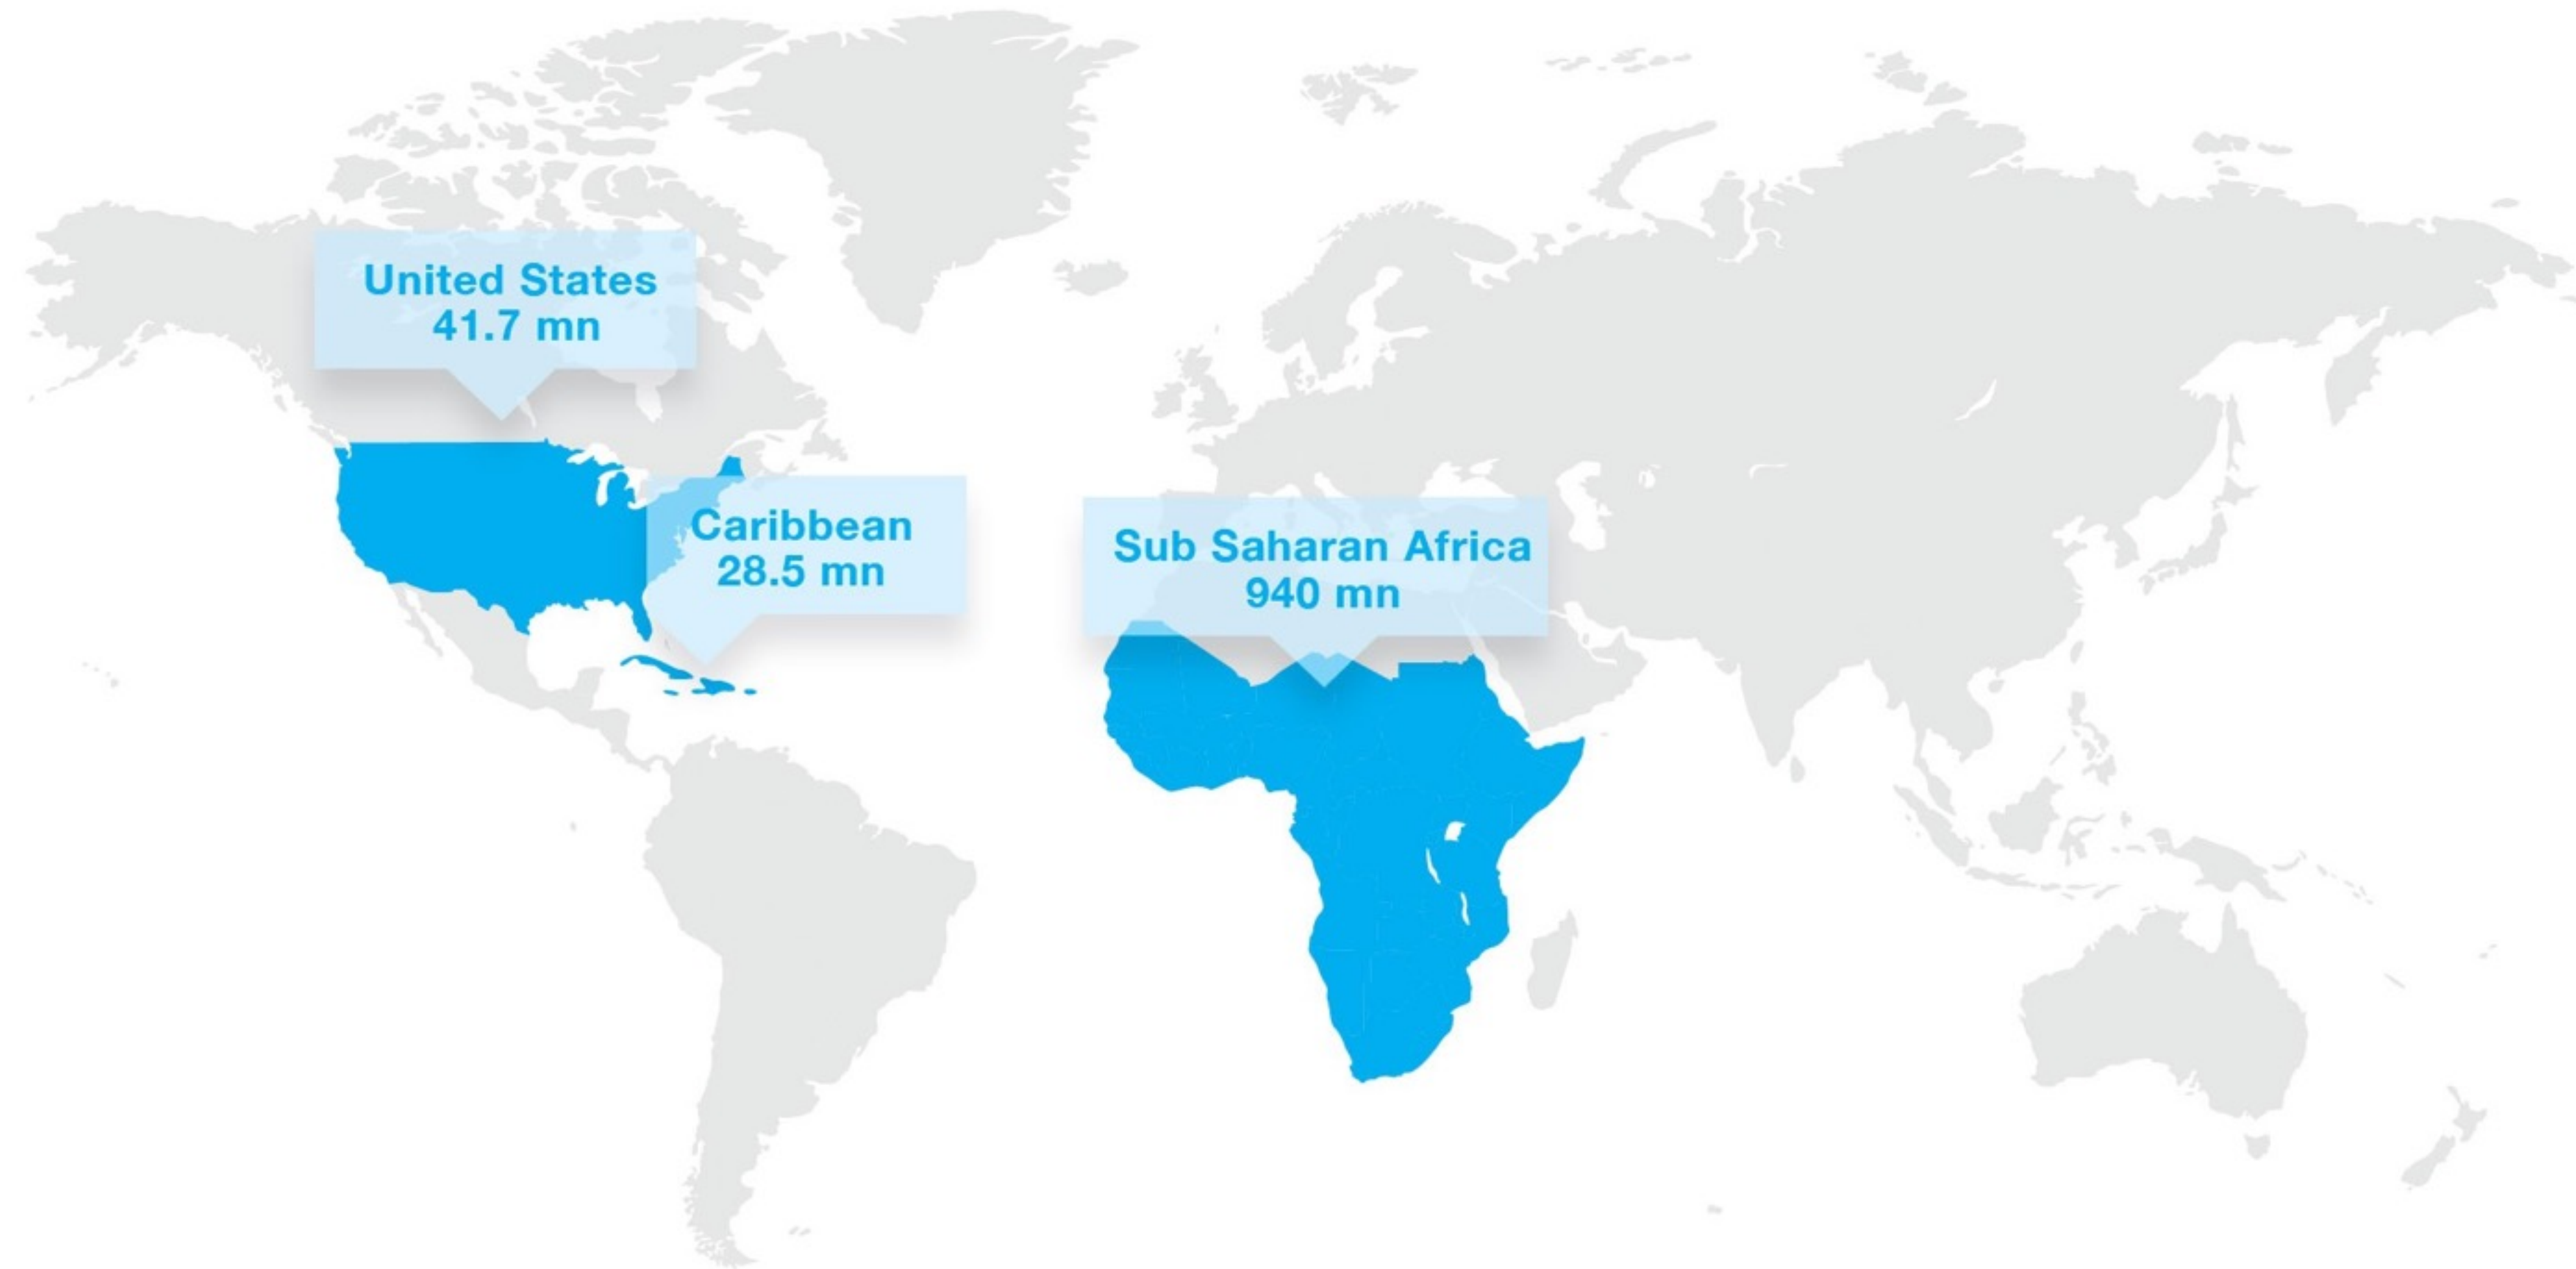 United States
41.7 mn
Caribbean
28.5 mn
Sub Saharan Africa
940 mn